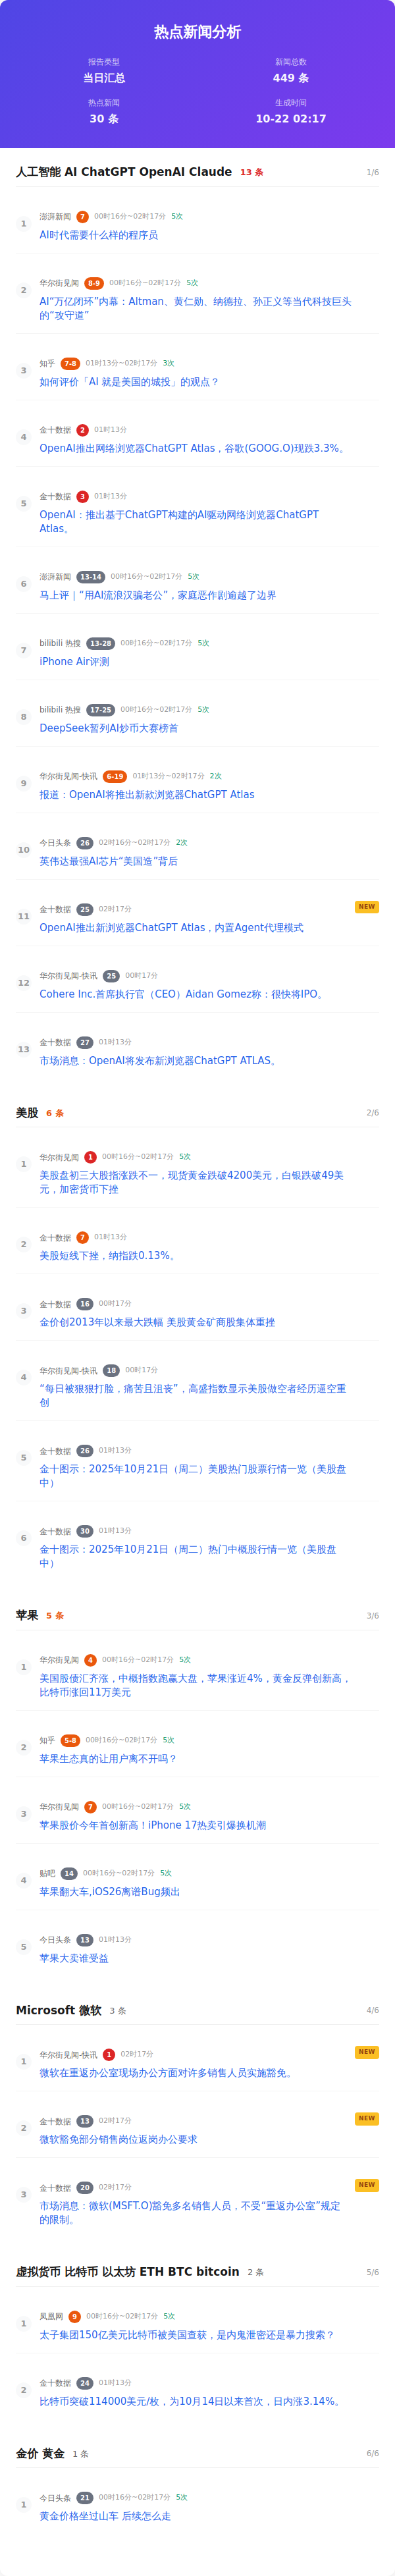 热点新闻分析
报告类型
当日汇总
新闻总数
449 条
热点新闻
30 条
生成时间
10-22 02:17
人工智能 AI ChatGPT OpenAI Claude 13 条 1/6
1
澎湃新闻 7 00时16分~02时17分 5次
AI时代需要什么样的程序员
2
华尔街见闻 8-9 00时16分~02时17分 5次
AI“万亿闭环”内幕：Altman、黄仁勋、纳德拉、孙正义等当代科技巨头
的“攻守道”
3
知乎 7-8 01时13分~02时17分 3次
如何评价「AI 就是美国的城投」的观点？
4
金十数据 2 01时13分
OpenAI推出网络浏览器ChatGPT Atlas，谷歌(GOOG.O)现跌3.3%。
5
金十数据 3 01时13分
OpenAI：推出基于ChatGPT构建的AI驱动网络浏览器ChatGPT
Atlas。
6
澎湃新闻 13-14 00时16分~02时17分 5次
马上评｜“用AI流浪汉骗老公”，家庭恶作剧逾越了边界
7
bilibili 热搜 13-28 00时16分~02时17分 5次
iPhone Air评测
8
bilibili 热搜 17-25 00时16分~02时17分 5次
DeepSeek暂列AI炒币大赛榜首
9
华尔街见闻-快讯 6-19 01时13分~02时17分 2次
报道：OpenAI将推出新款浏览器ChatGPT Atlas
10
今日头条 26 02时16分~02时17分 2次
英伟达最强AI芯片“美国造”背后
11
金十数据 25 02时17分 NEW
OpenAI推出新浏览器ChatGPT Atlas，内置Agent代理模式
12
华尔街见闻-快讯 25 00时17分
Cohere Inc.首席执行官（CEO）Aidan Gomez称：很快将IPO。
13
金十数据 27 01时13分
市场消息：OpenAI将发布新浏览器ChatGPT ATLAS。
美股 6 条 2/6
1
华尔街见闻 1 00时16分~02时17分 5次
美股盘初三大股指涨跌不一，现货黄金跌破4200美元，白银跌破49美
元，加密货币下挫
2
金十数据 7 01时13分
美股短线下挫，纳指跌0.13%。
3
金十数据 16 00时17分
金价创2013年以来最大跌幅 美股黄金矿商股集体重挫
4
华尔街见闻-快讯 18 00时17分
“每日被狠狠打脸，痛苦且沮丧”，高盛指数显示美股做空者经历逼空重
创
5
金十数据 26 01时13分
金十图示：2025年10月21日（周二）美股热门股票行情一览（美股盘
中）
6
金十数据 30 01时13分
金十图示：2025年10月21日（周二）热门中概股行情一览（美股盘
中）
苹果 5 条 3/6
1
华尔街见闻 4 00时16分~02时17分 5次
美国股债汇齐涨，中概指数跑赢大盘，苹果涨近4%，黄金反弹创新高，
比特币涨回11万美元
2
知乎 5-8 00时16分~02时17分 5次
苹果生态真的让用户离不开吗？
3
华尔街见闻 7 00时16分~02时17分 5次
苹果股价今年首创新高！iPhone 17热卖引爆换机潮
4
贴吧 14 00时16分~02时17分 5次
苹果翻大车,iOS26离谱Bug频出
5
今日头条 13 01时13分
苹果大卖谁受益
Microsoft 微软 3 条 4/6
1
华尔街见闻-快讯 1 02时17分 NEW
微软在重返办公室现场办公方面对许多销售人员实施豁免。
2
金十数据 13 02时17分 NEW
微软豁免部分销售岗位返岗办公要求
3
金十数据 20 02时17分 NEW
市场消息：微软(MSFT.O)豁免多名销售人员，不受“重返办公室”规定
的限制。
虚拟货币 比特币 以太坊 ETH BTC bitcoin 2 条 5/6
1
凤凰网 9 00时16分~02时17分 5次
太子集团150亿美元比特币被美国查获，是内鬼泄密还是暴力搜索？
2
金十数据 24 01时13分
比特币突破114000美元/枚，为10月14日以来首次，日内涨3.14%。
金价 黄金 1 条 6/6
1
今日头条 21 00时16分~02时17分 5次
黄金价格坐过山车 后续怎么走